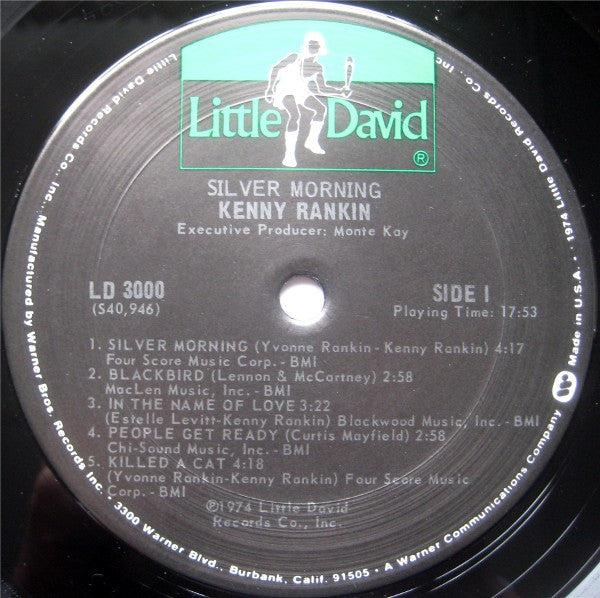 Little David
®
SILVER MORNING
KENNY RANKIN
Executive Producer: Monte Kay
LD 3000
(S40,946)
SIDE 1
Playing Time: 17:53
1. SILVER MORNING (Yvonne Rankin-Kenny Rankin) 4:17
Four Score Music Corp.-BMI
2. BLACKBIRD (Lennon & McCartney) 2:58
MacLen Music, Inc.-BMI
3. IN THE NAME OF LOVE 3:22
(Estelle Levitt-Kenny Rankin) Blackwood Music, Inc.-BMI
4. PEOPLE GET READY (Curtis Mayfield) 2:58
Chi-Sound Music, Inc.-BMI
5. KILLED A CAT 4:18
(Yvonne Rankin-Kenny Rankin) Four Score Music
Corp.-BMI
℗1974 Little David
Records Co., Inc.
Little David Records Co., Inc. Manufactured by Warner Bros. Records Inc., 3300 Warner Blvd., Burbank, Calif. 91505 • A Warner Communications Company W Made in U.S.A. • 1974 Little David Records Co., Inc.